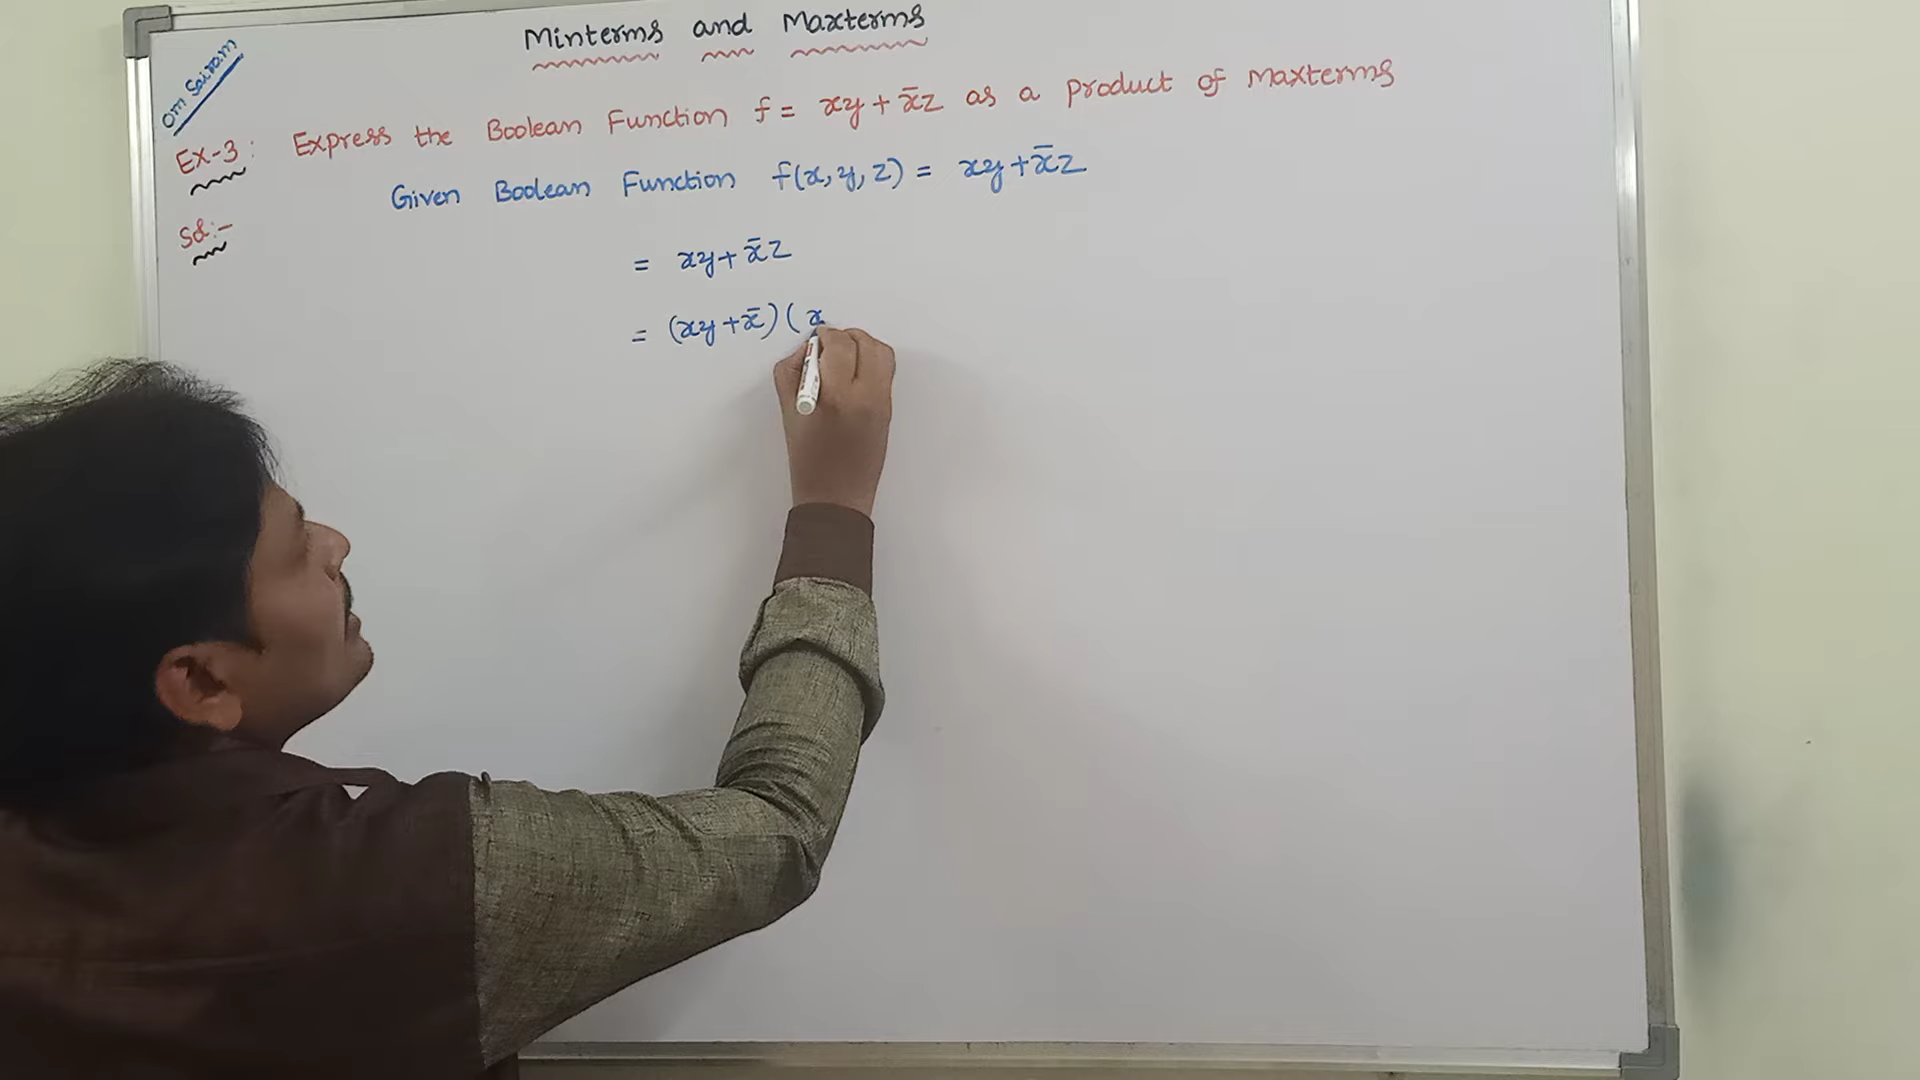 Minterms and Maxterms
Om Sairam
Ex-3: Express the Boolean Function f = xy + x̄z as a product of Maxterms
Sol:- Given Boolean Function f(x, y, z) = xy + x̄z
= xy + x̄z
= (xy + x̄) (x